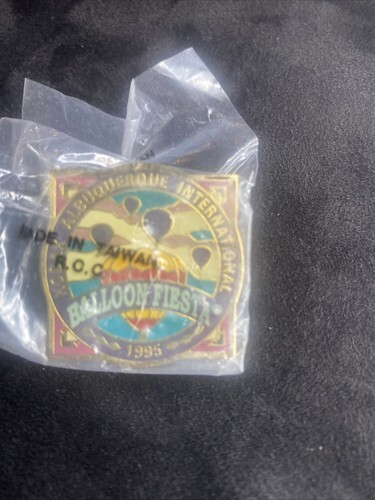 ALBUQUERQUE INTERNATIONAL
MADE IN TAIWAN
R.O.C
BALLOON FIESTA®
1995